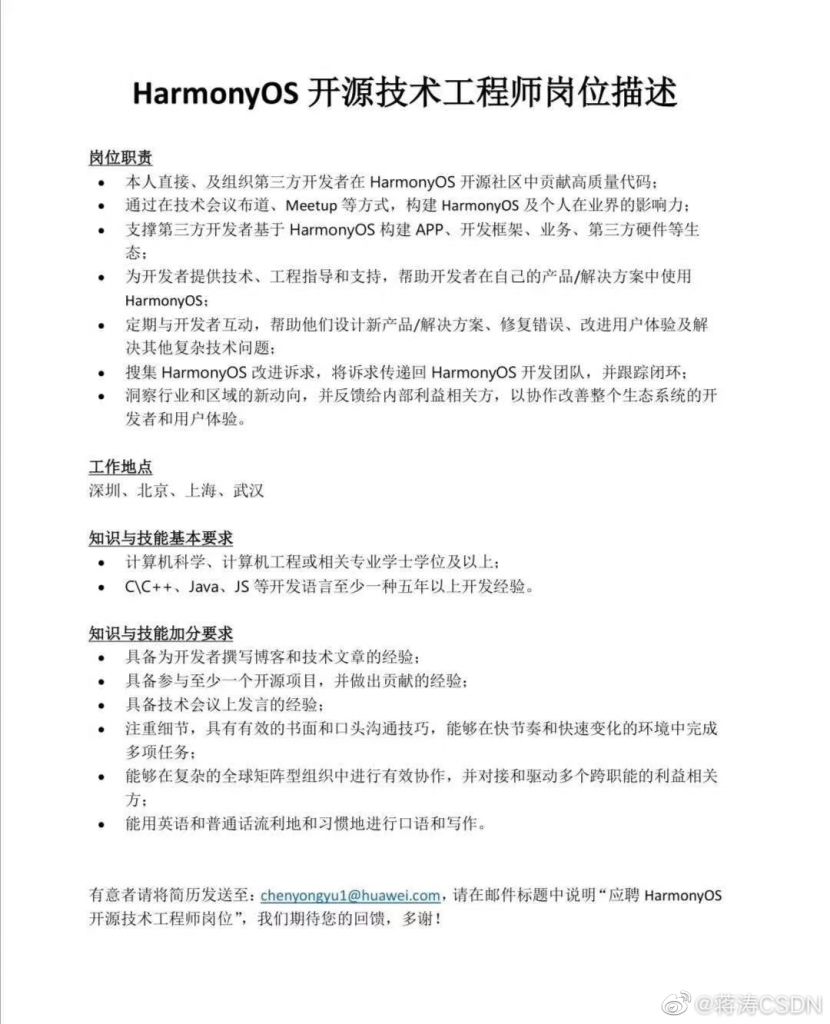 HarmonyOS 开源技术工程师岗位描述
岗位职责
• 本人直接、及组织第三方开发者在 HarmonyOS 开源社区中贡献高质量代码；
• 通过在技术会议布道、Meetup 等方式，构建 HarmonyOS 及个人在业界的影响力；
• 支撑第三方开发者基于 HarmonyOS 构建 APP、开发框架、业务、第三方硬件等生
态；
• 为开发者提供技术、工程指导和支持，帮助开发者在自己的产品/解决方案中使用
HarmonyOS；
• 定期与开发者互动，帮助他们设计新产品/解决方案、修复错误、改进用户体验及解
决其他复杂技术问题；
• 搜集 HarmonyOS 改进诉求，将诉求传递回 HarmonyOS 开发团队，并跟踪闭环；
• 洞察行业和区域的新动向，并反馈给内部利益相关方，以协作改善整个生态系统的开
发者和用户体验。
工作地点
深圳、北京、上海、武汉
知识与技能基本要求
• 计算机科学、计算机工程或相关专业学士学位及以上；
• C\C++、Java、JS 等开发语言至少一种五年以上开发经验。
知识与技能加分要求
• 具备为开发者撰写博客和技术文章的经验；
• 具备参与至少一个开源项目，并做出贡献的经验；
• 具备技术会议上发言的经验；
• 注重细节，具有有效的书面和口头沟通技巧，能够在快节奏和快速变化的环境中完成
多项任务；
• 能够在复杂的全球矩阵型组织中进行有效协作，并对接和驱动多个跨职能的利益相关
方；
• 能用英语和普通话流利地和习惯地进行口语和写作。
有意者请将简历发送至：chenyongyu1@huawei.com，请在邮件标题中说明“应聘 HarmonyOS
开源技术工程师岗位”，我们期待您的回馈，多谢！
@蒋涛CSDN